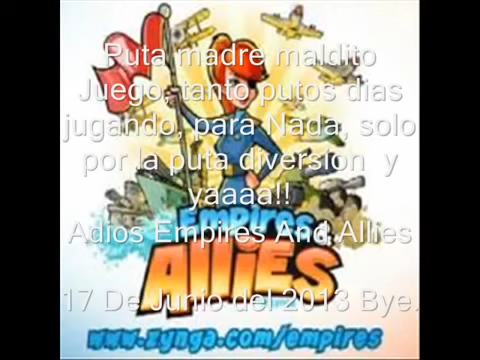 Puta madre maldito
Juego, tanto putos dias
jugando, para Nada, solo
por la puta diversion y
yaaaa!!
Empires
Adios Empires And Allies
ALLIES
17 De Junio del 2013 Bye.
www.zynga.com/empires